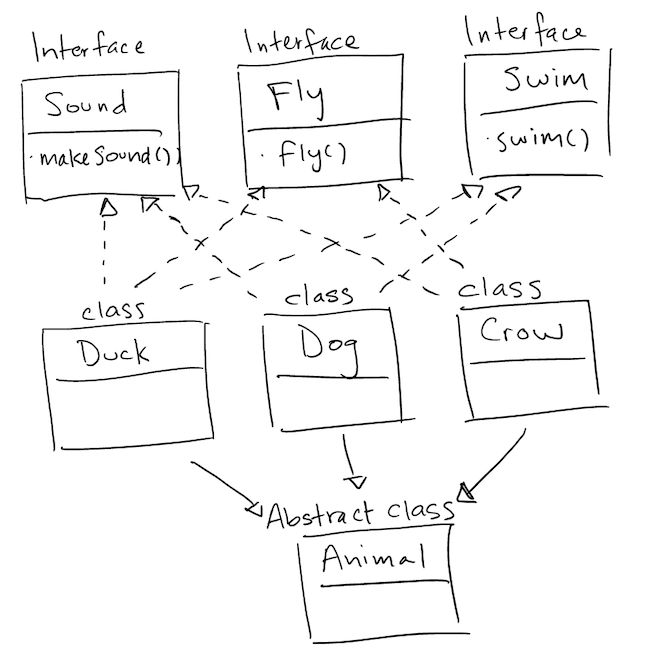 Interface
Interface
Interface
Sound
Fly
Swim
· makeSound()
· fly()
· swim()
class
class
class
Duck
Dog
Crow
Abstract class
Animal